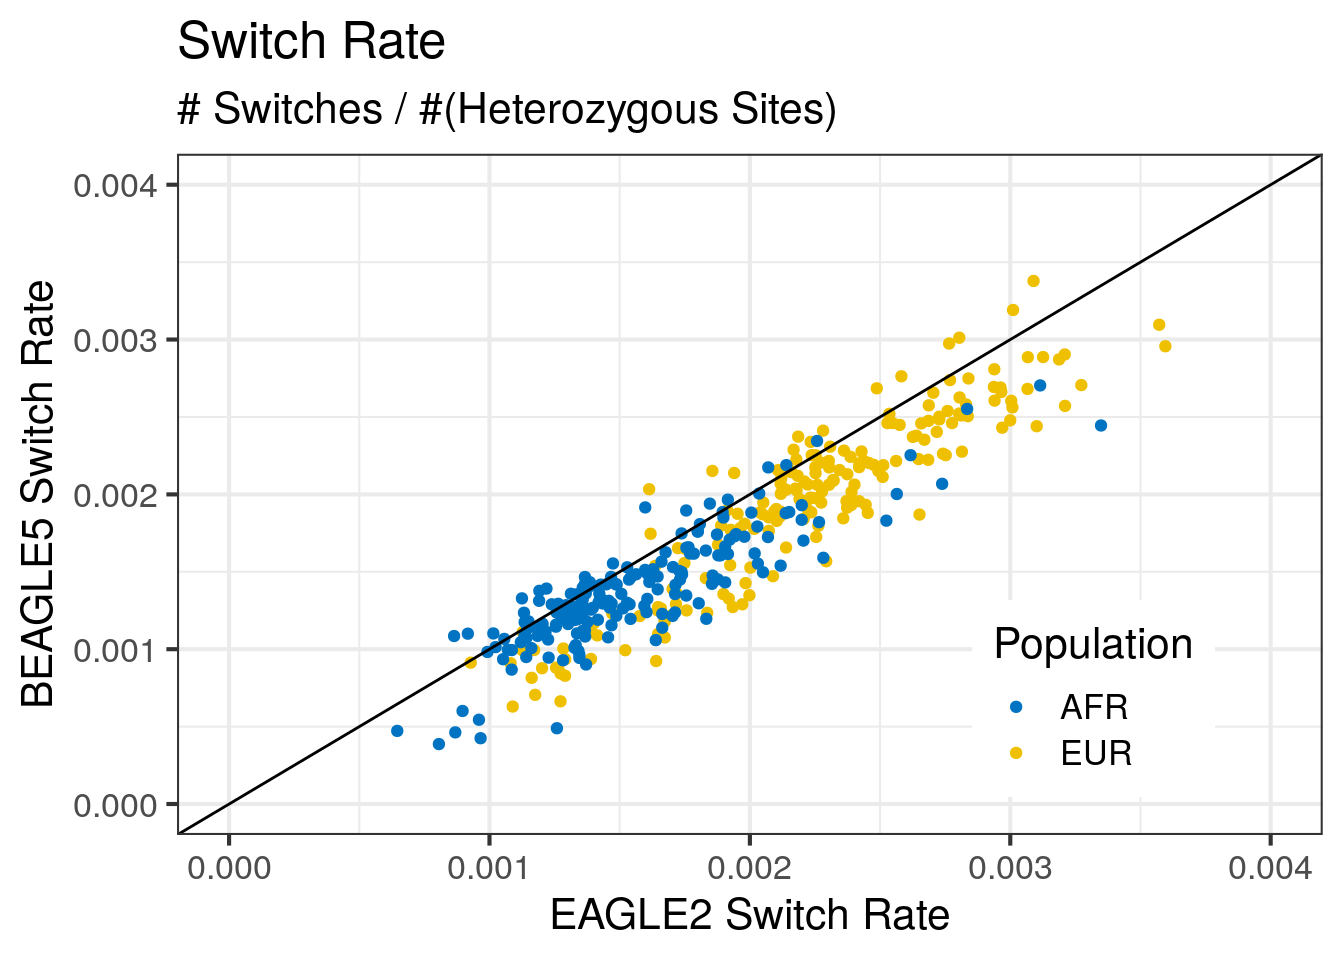 Switch Rate
# Switches / #(Heterozygous Sites)
BEAGLE5 Switch Rate
0.004
0.003
0.002
0.001
0.000
Population
AFR
EUR
0.000 0.001 0.002 0.003 0.004
EAGLE2 Switch Rate